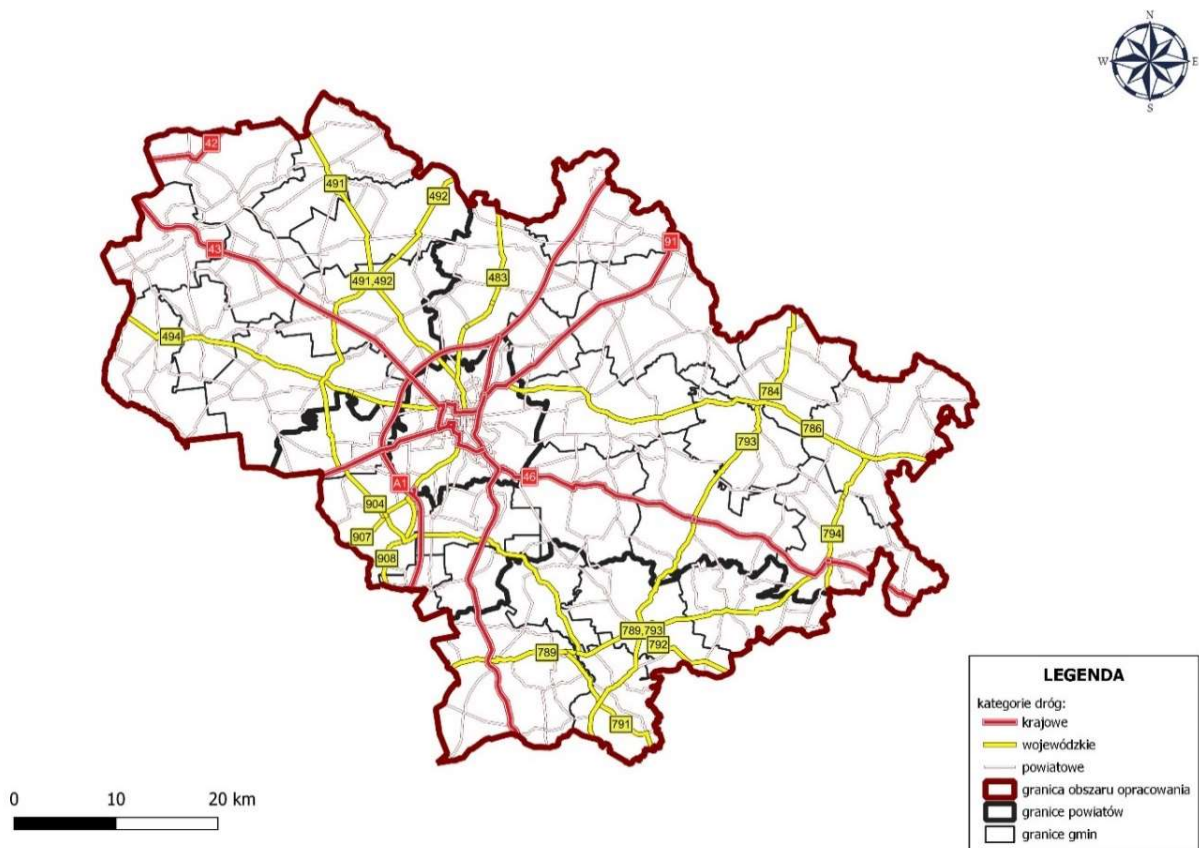 N
W
E
S
42
491
492
91
43
491,492
483
494
784
793
786
A1
46
904
907
908
794
789,793
792
789
791
0
10
20 km
LEGENDA
kategorie dróg:
krajowe
wojewódzkie
powiatowe
granica obszaru opracowania
granice powiatów
granice gmin